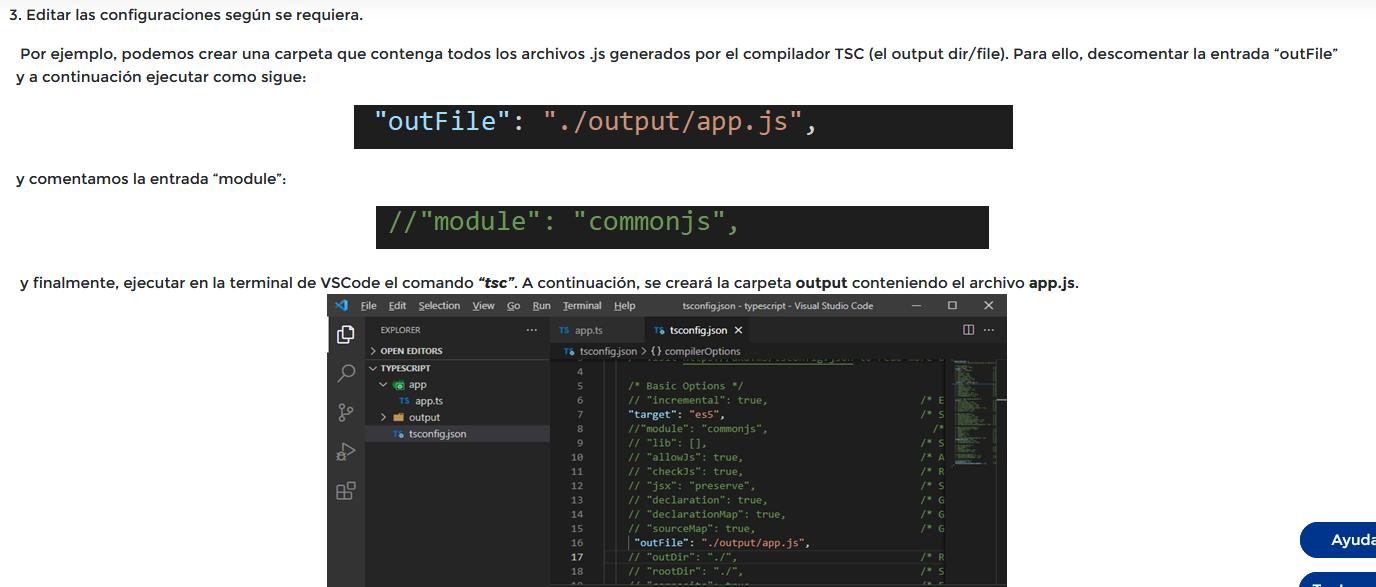 3. Editar las configuraciones según se requiera.
Por ejemplo, podemos crear una carpeta que contenga todos los archivos .js generados por el compilador TSC (el output dir/file). Para ello, descomentar la entrada “outFile”
y a continuación ejecutar como sigue:
"outFile": "./output/app.js",
y comentamos la entrada “module”:
//"module": "commonjs",
y finalmente, ejecutar en la terminal de VSCode el comando “tsc”. A continuación, se creará la carpeta output conteniendo el archivo app.js.
File Edit Selection View Go Run Terminal Help tsconfig.json - typescript - Visual Studio Code
EXPLORER ···
OPEN EDITORS
TYPESCRIPT
app
TS app.ts
output
tsconfig.json
TS app.ts
tsconfig.json
tsconfig.json > {} compilerOptions
4
5 /* Basic Options */
6 // "incremental": true, /* E
7 "target": "es5", /* S
8 //"module": "commonjs", /*
9 // "lib": [], /* S
10 // "allowJs": true, /* A
11 // "checkJs": true, /* R
12 // "jsx": "preserve", /* S
13 // "declaration": true, /* G
14 // "declarationMap": true, /* G
15 // "sourceMap": true, /* G
16 "outFile": "./output/app.js",
17 // "outDir": "./", /* R
18 // "rootDir": "./", /* S
Ayuda